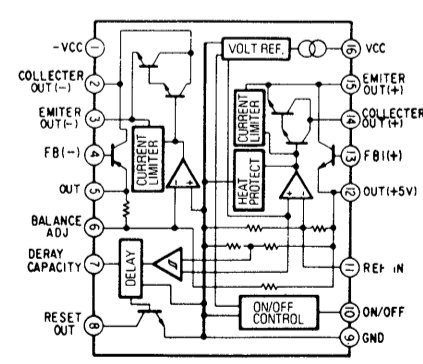 -VCC
1
COLLECTER
OUT(-)
2
EMITER
OUT(-)
3
FB(-)
4
OUT
5
BALANCE
ADJ
6
DERAY
CAPACITY
7
RESET
OUT
8
VOLT REF.
CURRENT
LIMITER
CURRENT
LIMITER
HEAT
PROTECT
DELAY
ON/OFF
CONTROL
16
VCC
15
EMITER
OUT(+)
14
COLLECTER
OUT(+)
13
FB1(+)
12
OUT(+5V)
11
REF IN
10
ON/OFF
9
GND
- +
+ -